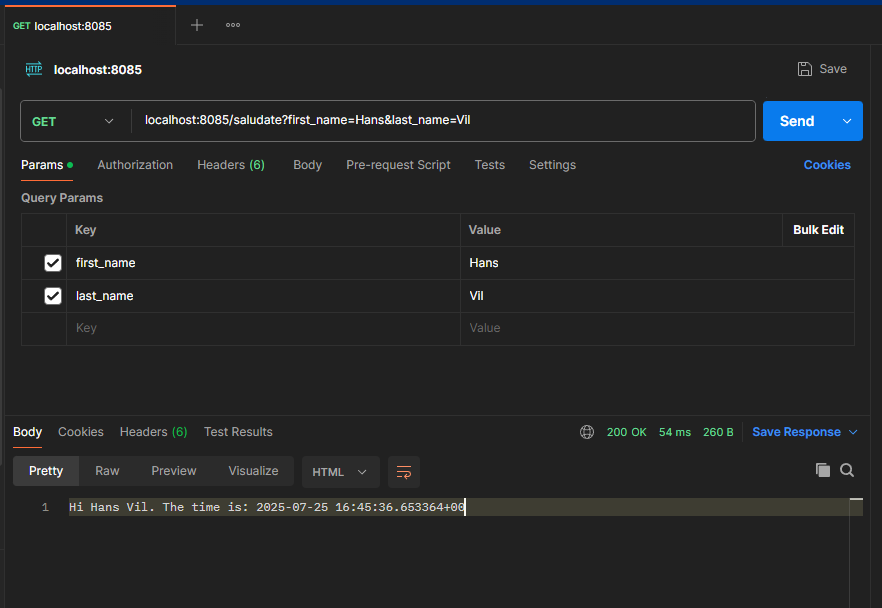 GET localhost:8085
HTTP localhost:8085 Save
GET localhost:8085/saludate?first_name=Hans&last_name=Vil Send
Params Authorization Headers (6) Body Pre-request Script Tests Settings Cookies
Query Params
Key Value Bulk Edit
first_name Hans
last_name Vil
Key Value
Body Cookies Headers (6) Test Results 200 OK 54 ms 260 B Save Response
Pretty Raw Preview Visualize HTML
1 Hi Hans Vil. The time is: 2025-07-25 16:45:36.653364+00